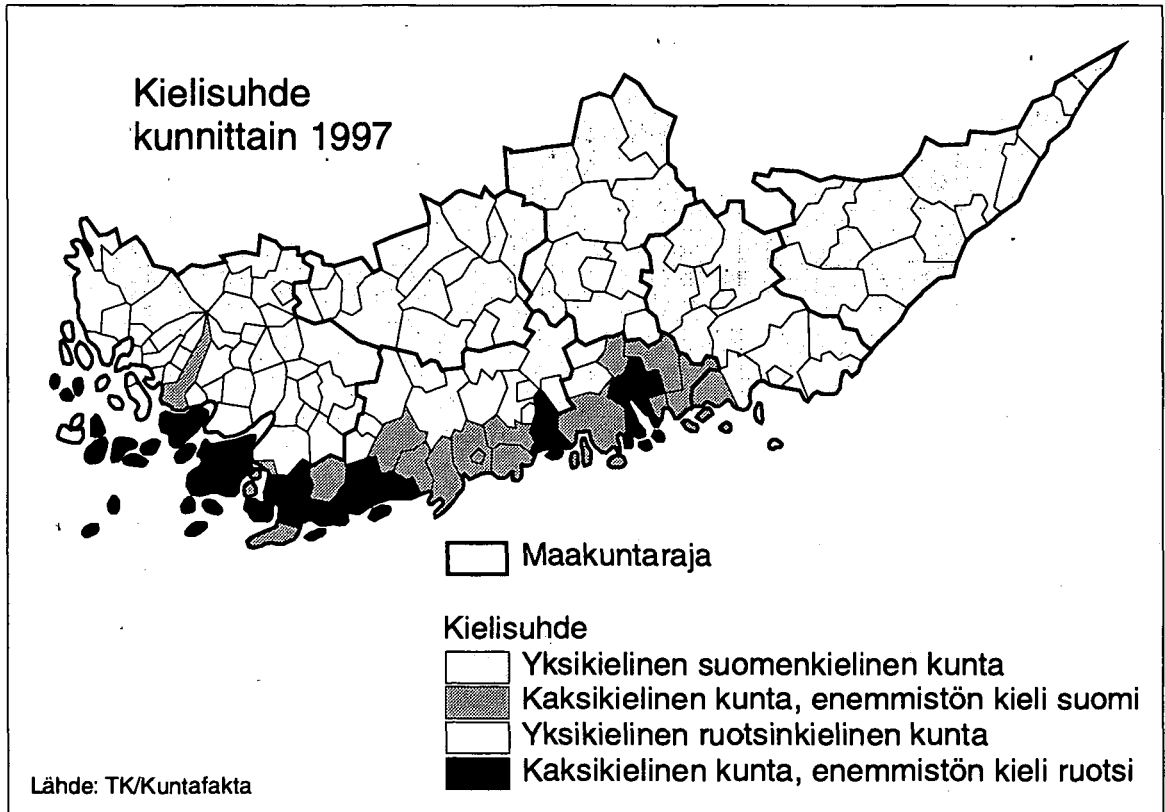 Kielisuhde
kunnittain 1997
Maakuntaraja
Kielisuhde
Yksikielinen suomenkielinen kunta
Kaksikielinen kunta, enemmistön kieli suomi
Yksikielinen ruotsinkielinen kunta
Kaksikielinen kunta, enemmistön kieli ruotsi
Lähde: TK/Kuntafakta